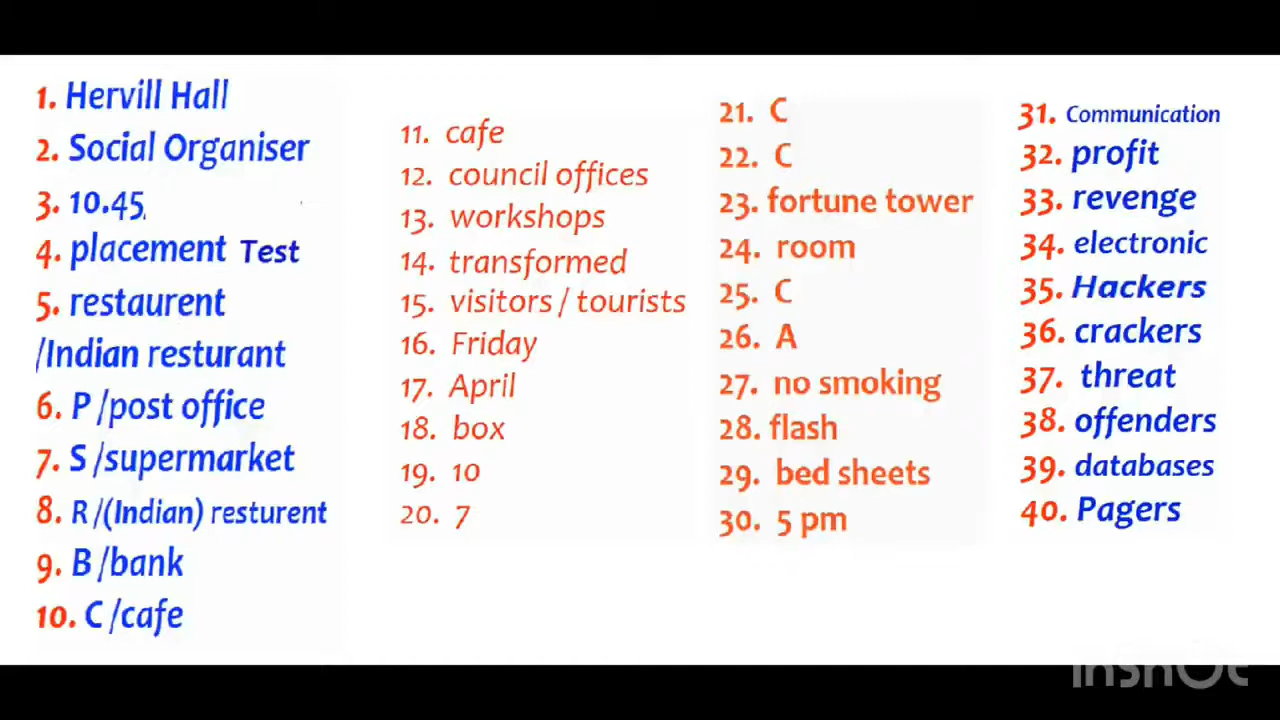 1. Hervill Hall
2. Social Organiser
3. 10.45,
4. placement Test
5. restaurent
/Indian resturant
6. P /post office
7. S /supermarket
8. R /(Indian) resturent
9. B /bank
10. C /cafe
11. cafe
12. council offices
13. workshops
14. transformed
15. visitors / tourists
16. Friday
17. April
18. box
19. 10
20. 7
21. C
22. C
23. fortune tower
24. room
25. C
26. A
27. no smoking
28. flash
29. bed sheets
30. 5 pm
31. Communication
32. profit
33. revenge
34. electronic
35. Hackers
36. crackers
37. threat
38. offenders
39. databases
40. Pagers
InShOt